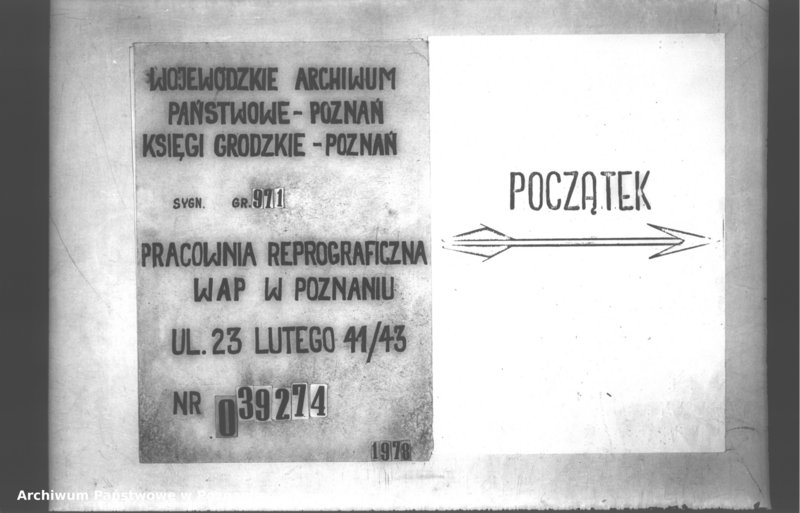 WOJEWÓDZKIE ARCHIWUM
PAŃSTWOWE - POZNAŃ
KSIĘGI GRODZKIE - POZNAŃ
SYGN. GR. 971
PRACOWNIA REPROGRAFICZNA
WAP W POZNANIU
UL. 23 LUTEGO 41/43
NR 039274
1978
POCZĄTEK
Archiwum Państwowe w